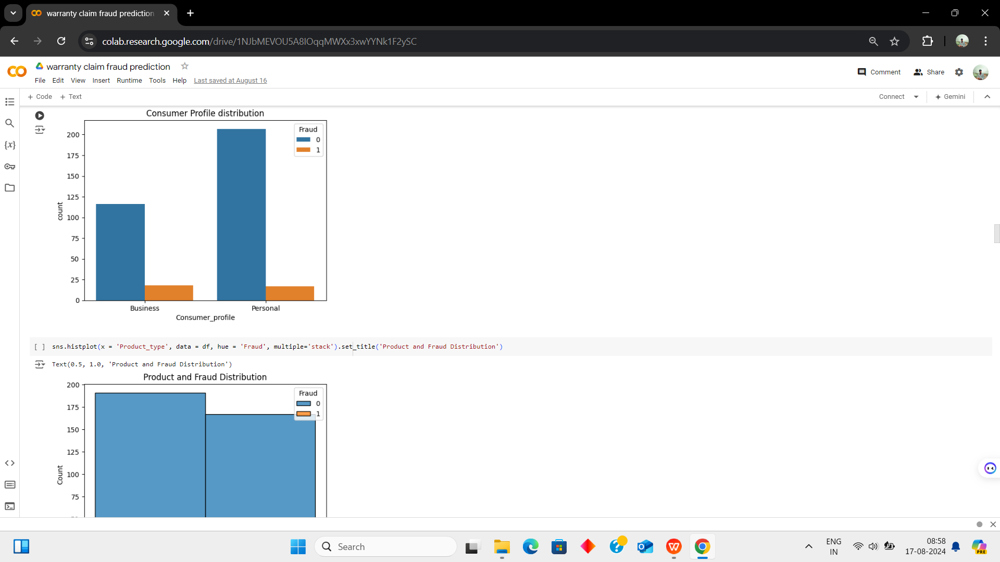 warranty claim fraud prediction
colab.research.google.com/drive/1NJbMEVOU5A8IOqqMWXx3xwYYNk1F2ySC
warranty claim fraud prediction
File Edit View Insert Runtime Tools Help Last saved at August 16
Comment Share
+ Code + Text
Connect Gemini
{x}
Consumer Profile distribution
Fraud
0
1
200
175
150
125
100
75
50
25
0
count
Business Personal
Consumer_profile
[ ] sns.histplot(x = 'Product_type', data = df, hue = 'Fraud', multiple='stack').set_title('Product and Fraud Distribution')
Text(0.5, 1.0, 'Product and Fraud Distribution')
Product and Fraud Distribution
Fraud
0
1
200
175
150
125
100
75
Count
Search
ENG
IN
08:58
17-08-2024
PRE